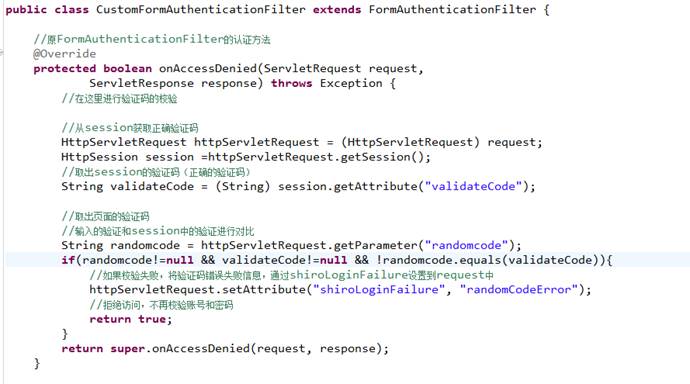 public class CustomFormAuthenticationFilter extends FormAuthenticationFilter {
//原FormAuthenticationFilter的认证方法
@Override
protected boolean onAccessDenied(ServletRequest request,
ServletResponse response) throws Exception {
//在这里进行验证码的校验
//从session获取正确验证码
HttpServletRequest httpServletRequest = (HttpServletRequest) request;
HttpSession session =httpServletRequest.getSession();
//取出session的验证码（正确的验证码）
String validateCode = (String) session.getAttribute("validateCode");
//取出页面的验证码
//输入的验证和session中的验证进行对比
String randomcode = httpServletRequest.getParameter("randomcode");
if(randomcode!=null && validateCode!=null && !randomcode.equals(validateCode)){
//如果校验失败，将验证码错误失败信息，通过shiroLoginFailure设置到request中
httpServletRequest.setAttribute("shiroLoginFailure", "randomCodeError");
//拒绝访问，不再校验账号和密码
return true;
}
return super.onAccessDenied(request, response);
}